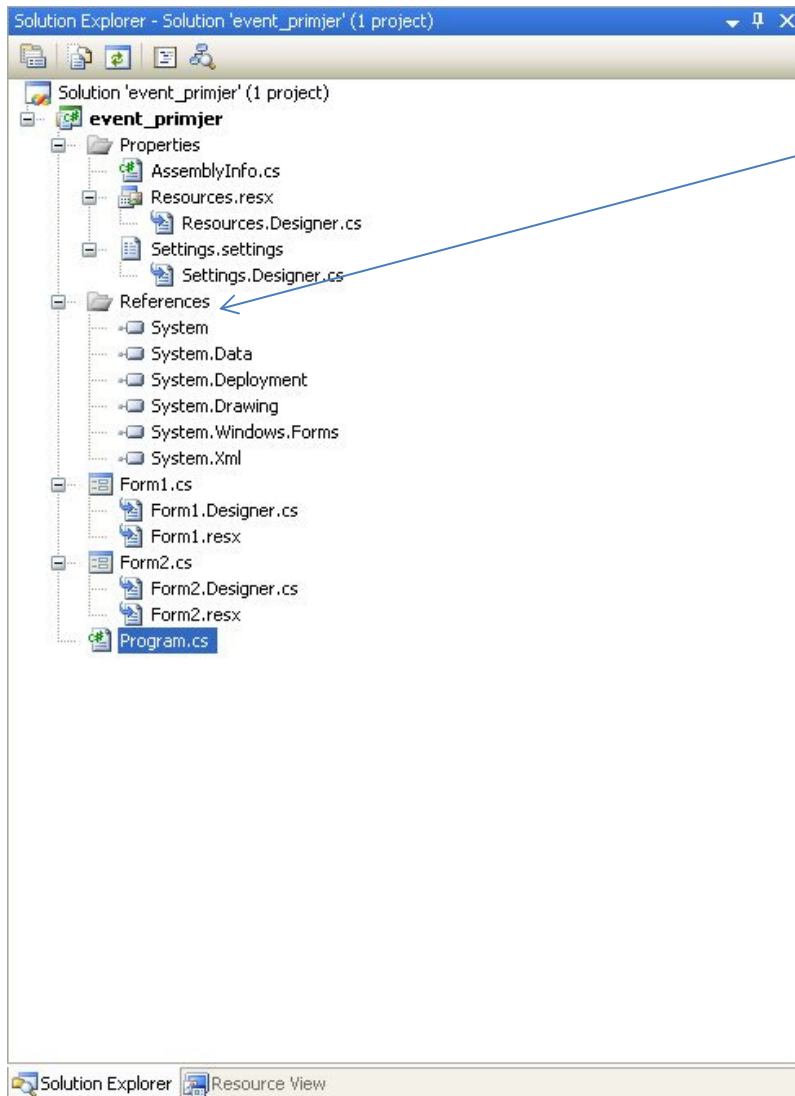 Solution Explorer - Solution 'event_primjer' (1 project)
Solution 'event_primjer' (1 project)
event_primjer
Properties
AssemblyInfo.cs
Resources.resx
Resources.Designer.cs
Settings.settings
Settings.Designer.cs
References
System
System.Data
System.Deployment
System.Drawing
System.Windows.Forms
System.Xml
Form1.cs
Form1.Designer.cs
Form1.resx
Form2.cs
Form2.Designer.cs
Form2.resx
Program.cs
Solution Explorer Resource View